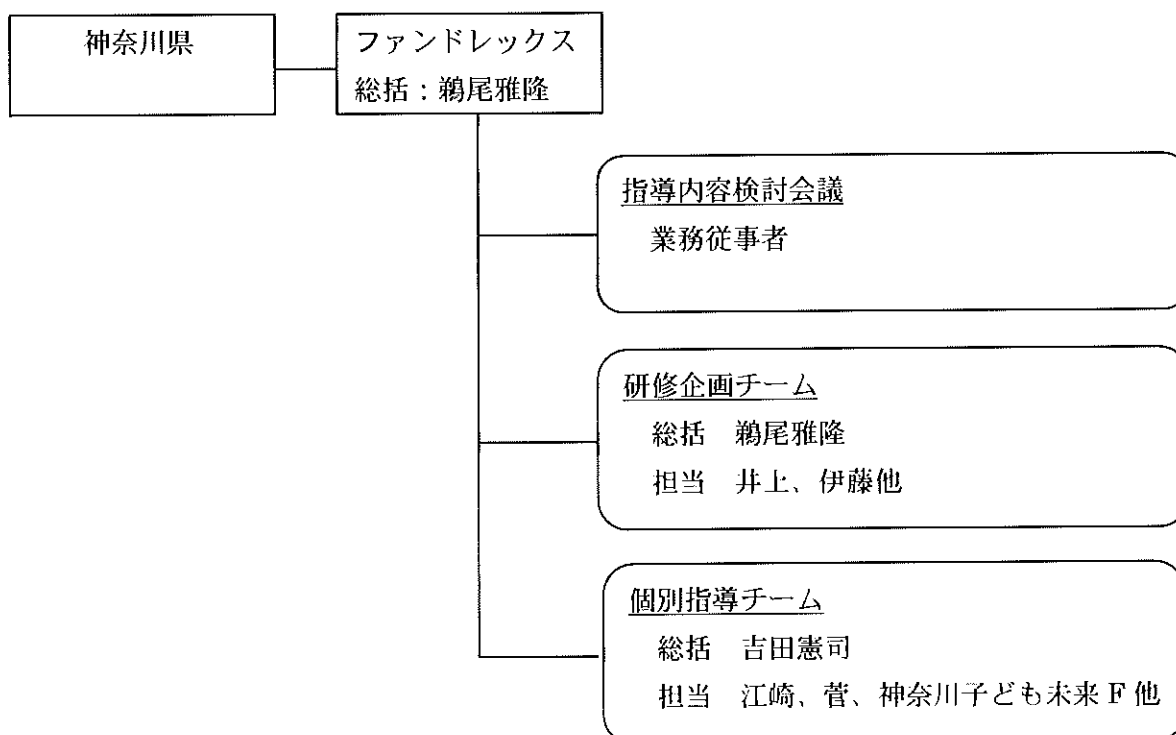 神奈川県
ファンドレックス
総括：鵜尾雅隆
指導内容検討会議
業務従事者
研修企画チーム
総括　鵜尾雅隆
担当　井上、伊藤他
個別指導チーム
総括　吉田憲司
担当　江崎、菅、神奈川子ども未来 F 他